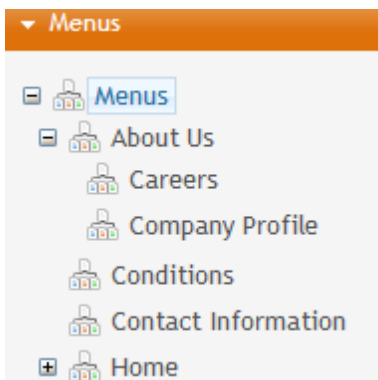 Menus
Menus
About Us
Careers
Company Profile
Conditions
Contact Information
Home